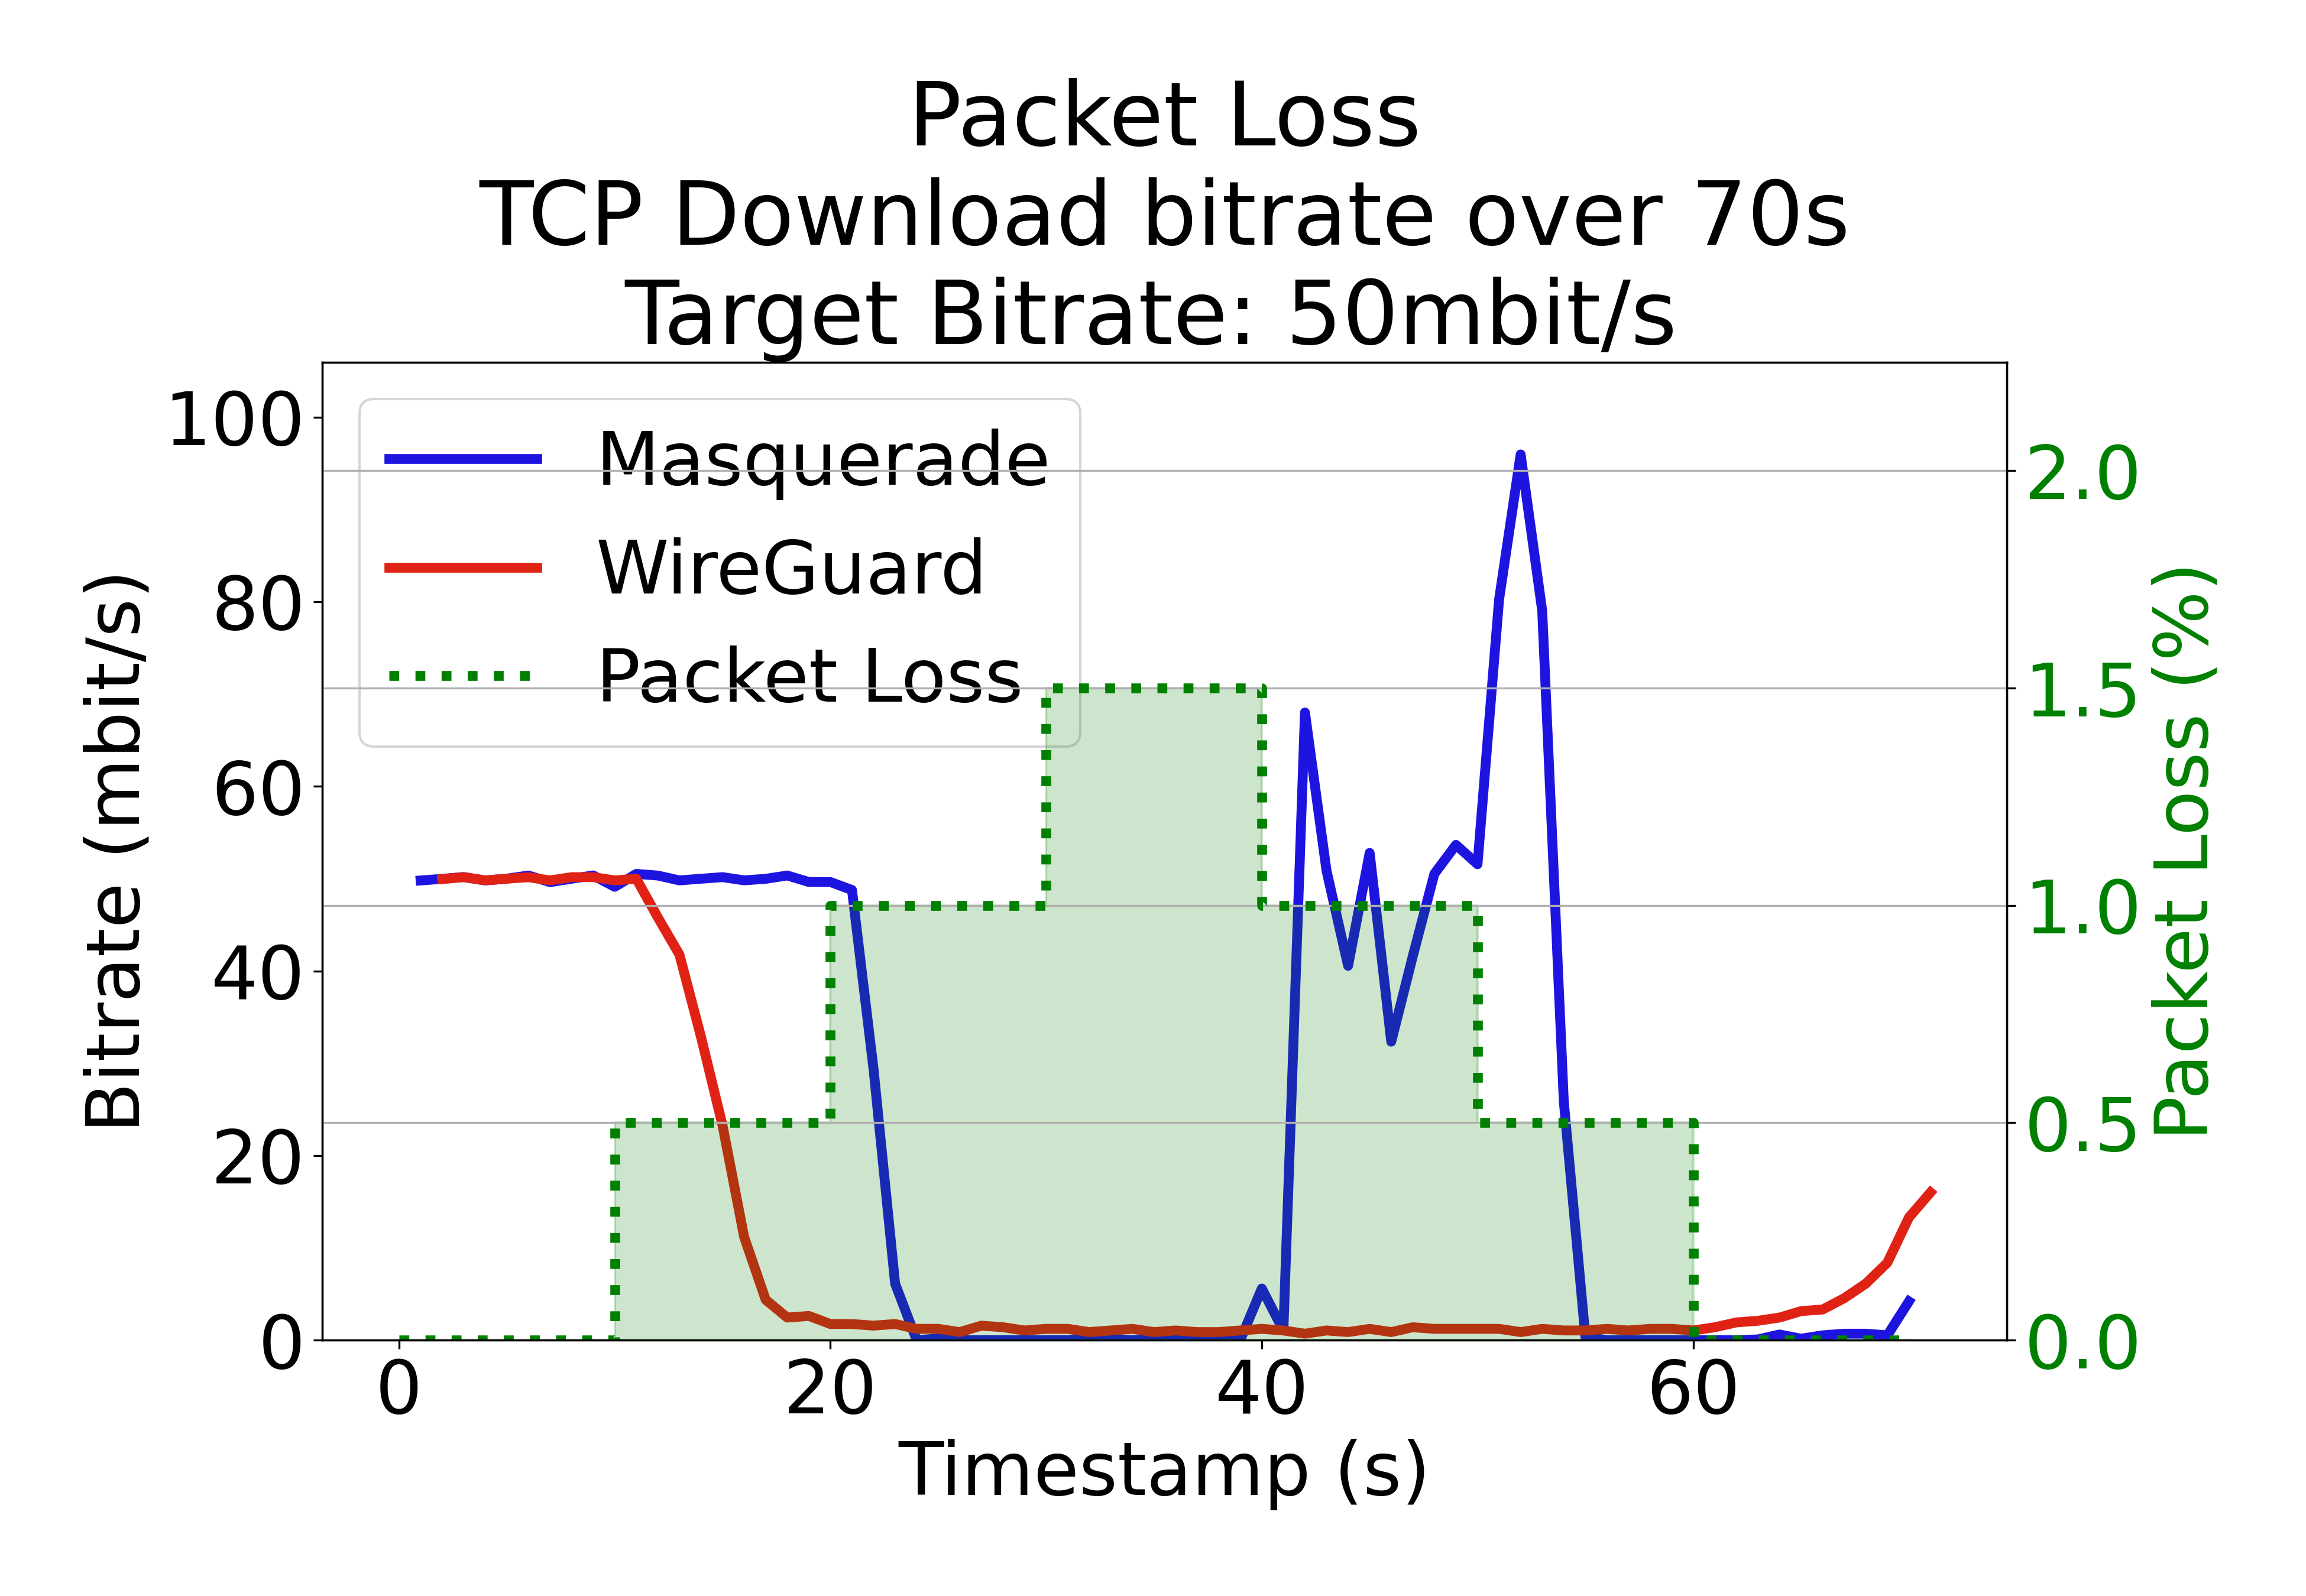 Packet Loss
TCP Download bitrate over 70s
Target Bitrate: 50mbit/s
Bitrate (mbit/s)
100
80
60
40
20
0
Masquerade
WireGuard
Packet Loss
2.0
1.5
1.0
0.5
0.0
Packet Loss (%)
0 20 40 60
Timestamp (s)